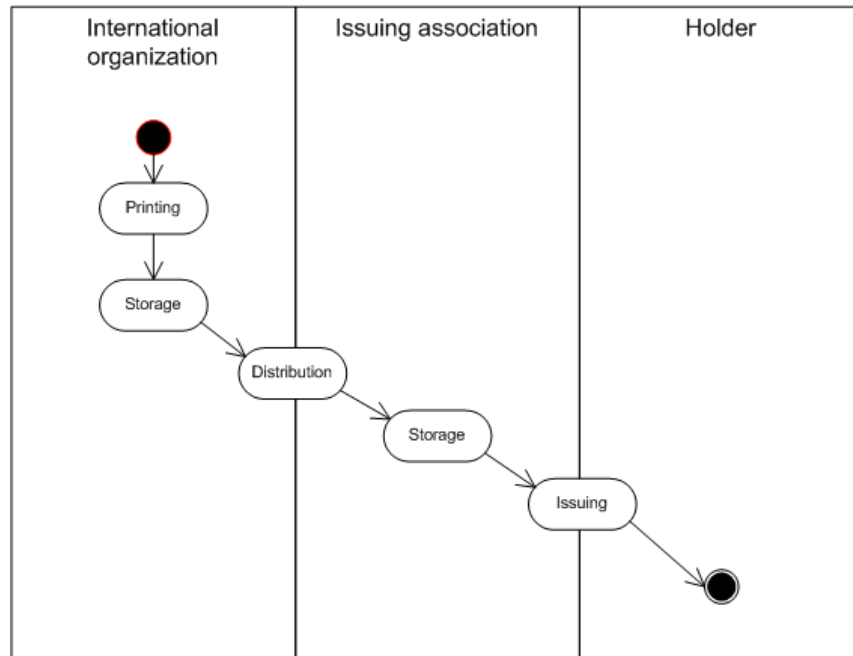 International
organization
Issuing association
Holder
Printing
Storage
Distribution
Storage
Issuing